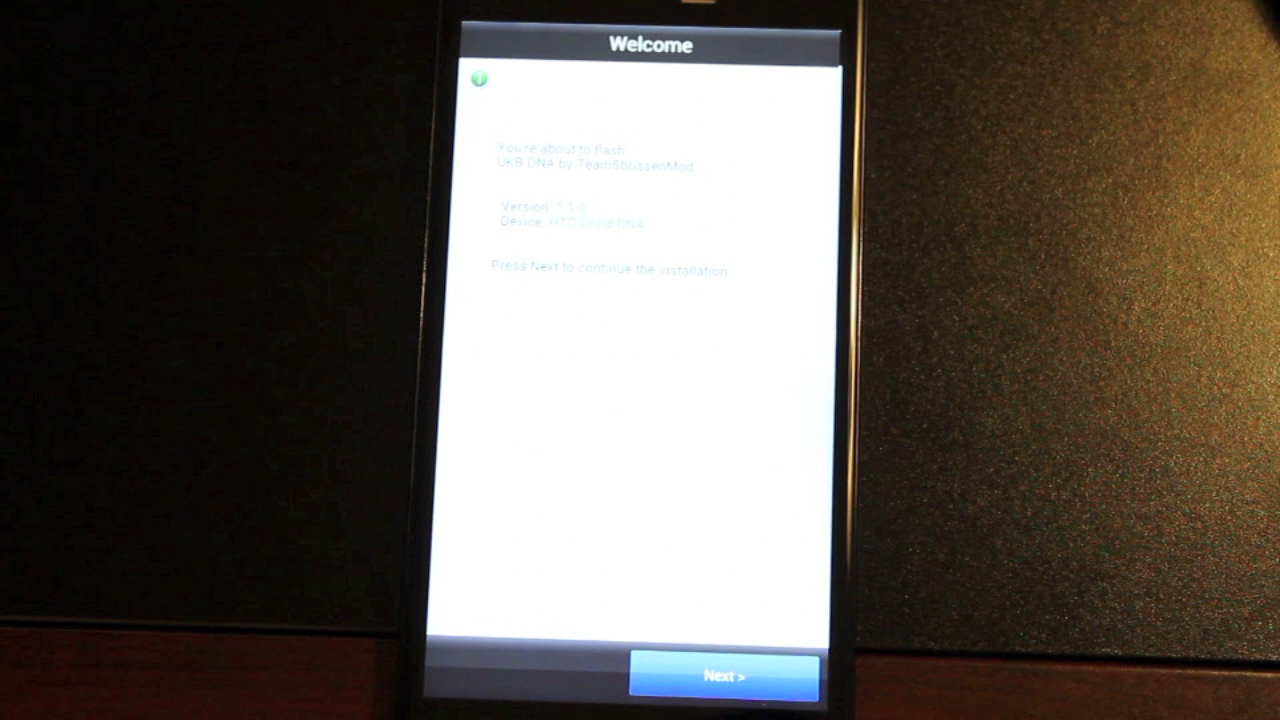 Welcome
You're about to flash
UKB DNA by TeamSbrissenMod
Version: 1.1.0
Device: HTC Droid DNA
Press Next to continue the installation.
Next >